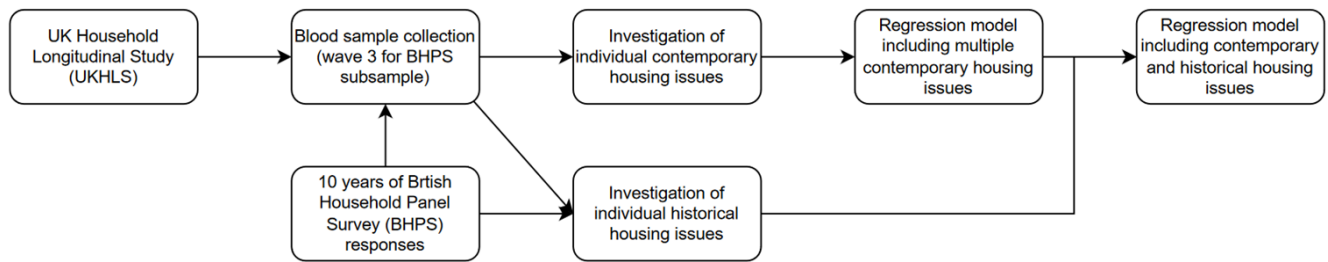 UK Household
Longitudinal Study
(UKHLS)
Blood sample collection
(wave 3 for BHPS
subsample)
Investigation of
individual contemporary
housing issues
Regression model
including multiple
contemporary housing
issues
Regression model
including contemporary
and historical housing
issues
10 years of Brtish
Household Panel
Survey (BHPS)
responses
Investigation of
individual historical
housing issues